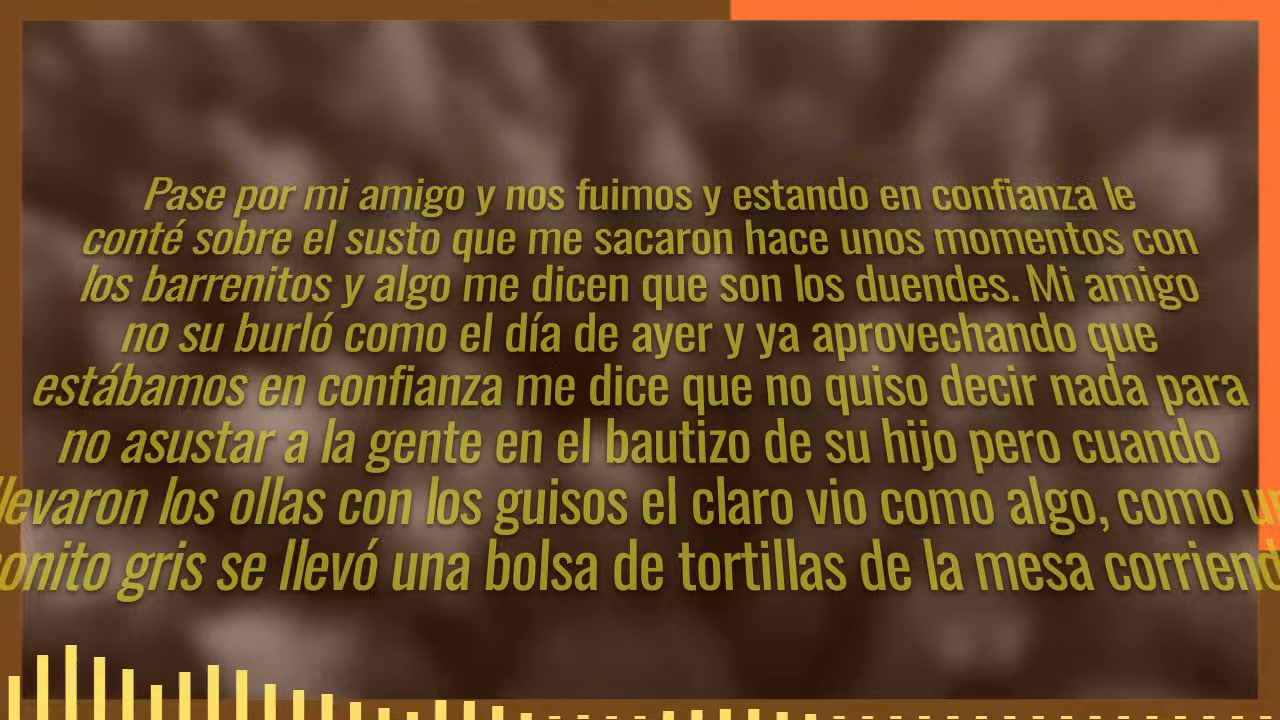 Pase por mi amigo y nos fuimos y estando en confianza le
conté sobre el susto que me sacaron hace unos momentos con
los barrenitos y algo me dicen que son los duendes. Mi amigo
no su burló como el día de ayer y ya aprovechando que
estábamos en confianza me dice que no quiso decir nada para
no asustar a la gente en el bautizo de su hijo pero cuando
llevaron los ollas con los guisos el claro vio como algo, como
gris se llevó una bolsa de tortillas de la mesa